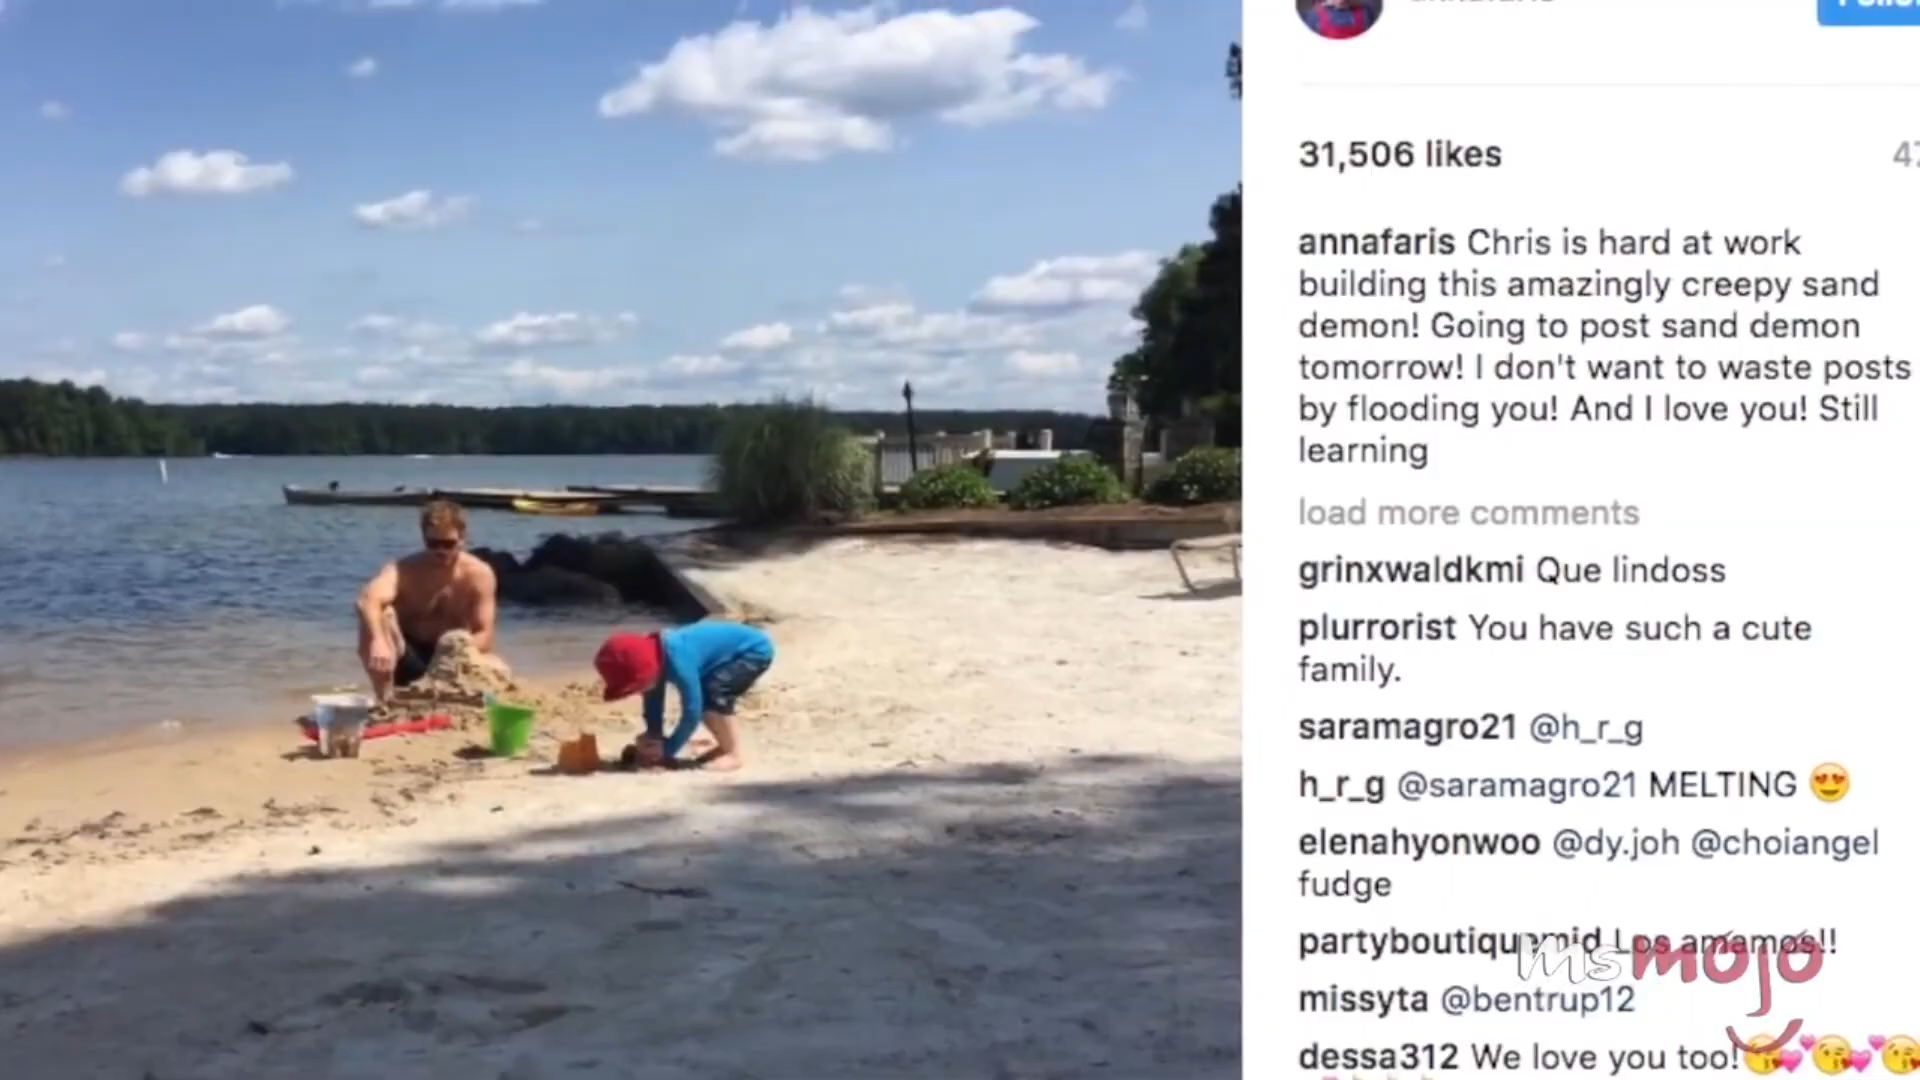 31,506 likes
annafaris Chris is hard at work
building this amazingly creepy sand
demon! Going to post sand demon
tomorrow! I don't want to waste posts
by flooding you! And I love you! Still
learning
load more comments
grinxwaldkmi Que lindoss
plurrorist You have such a cute
family.
saramagro21 @h_r_g
h_r_g @saramagro21 MELTING 😍
elenahyonwoo @dy.joh @choiangel
fudge
partyboutiquemid Los amamos!!
msmojo
missyta @bentrup12
dessa312 We love you too!😘💕😘💕😘